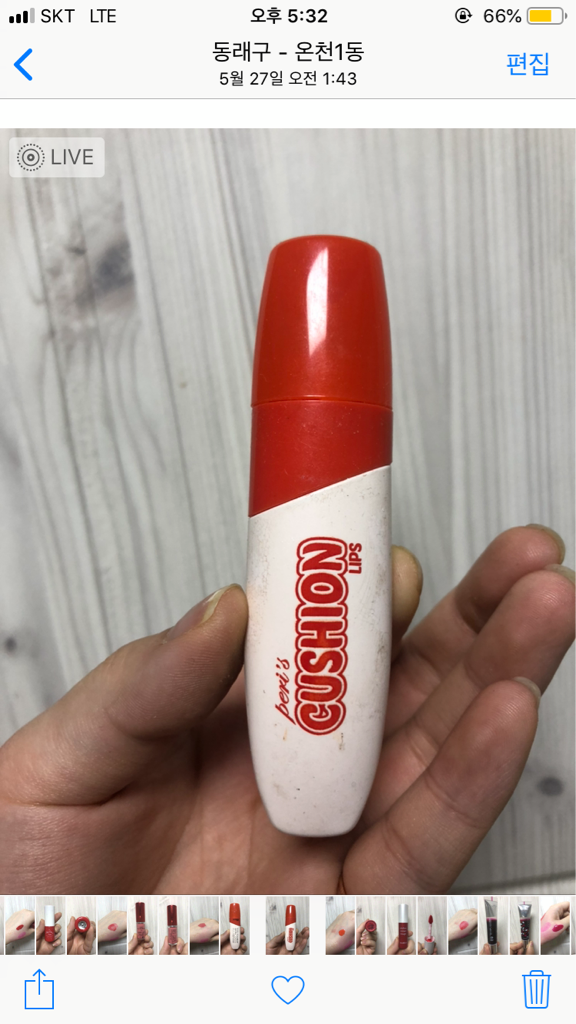 SKT LTE 오후 5:32 66%
동래구 - 온천1동
5월 27일 오전 1:43
편집
LIVE
peri's
CUSHION
LIPS